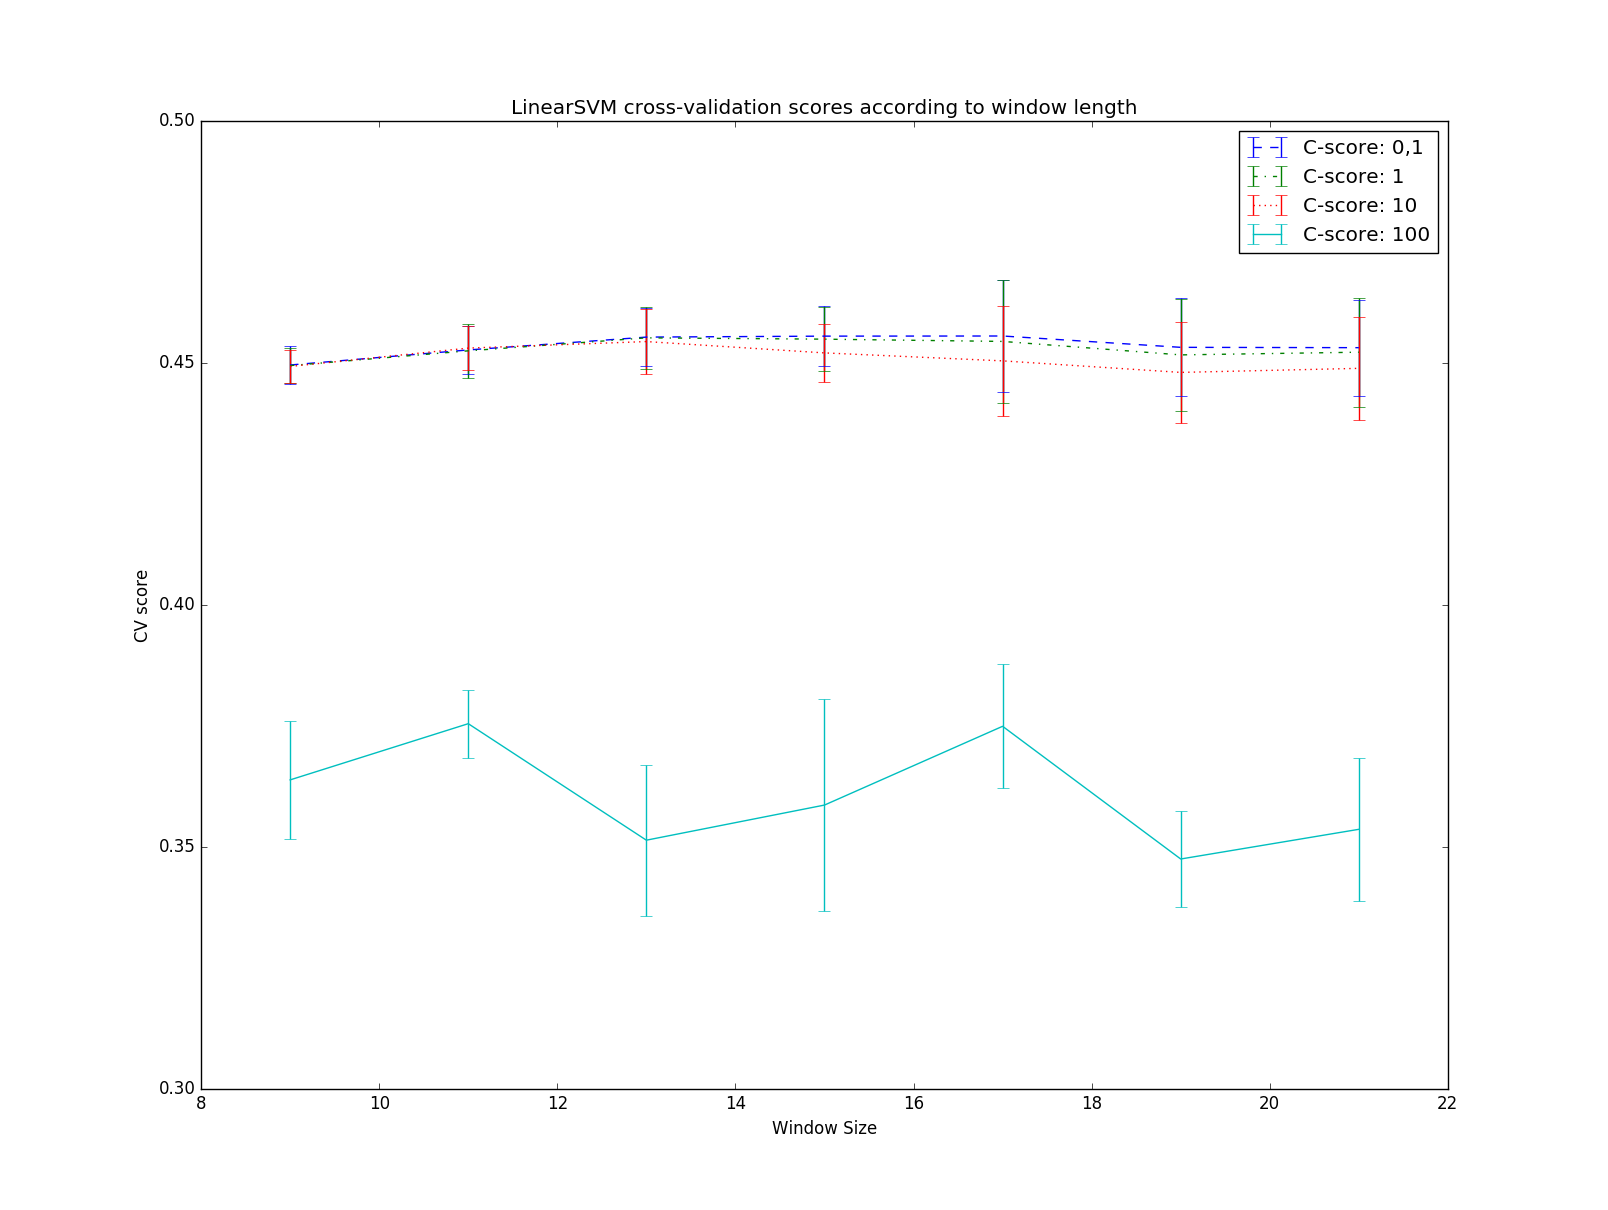 LinearSVM cross-validation scores according to window length
0.50
0.45
0.40
0.35
0.30
CV score
C-score: 0,1
C-score: 1
C-score: 10
C-score: 100
8 10 12 14 16 18 20 22
Window Size